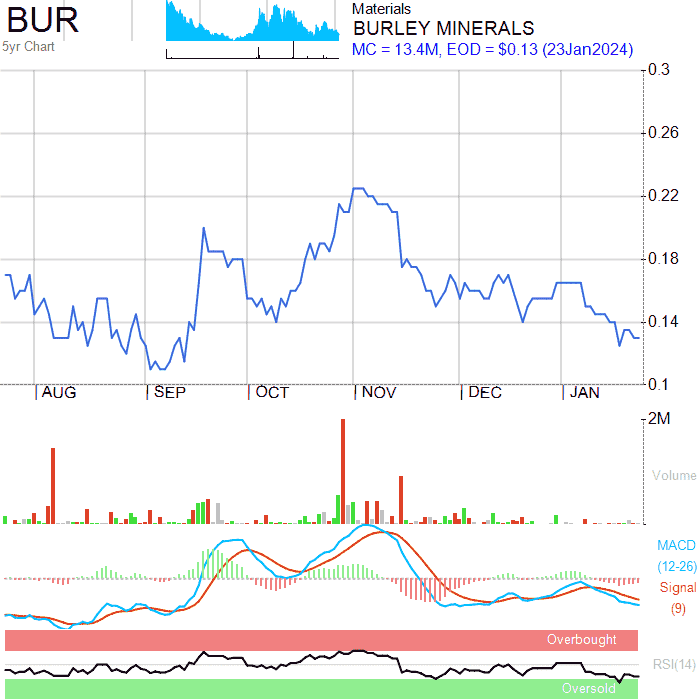 BUR
5yr Chart
Materials
BURLEY MINERALS
MC = 13.4M, EOD = $0.13 (23Jan2024)
0.3
0.26
0.22
0.18
0.14
0.1
AUG SEP OCT NOV DEC JAN
2M
Volume
MACD
(12-26)
Signal
(9)
Overbought
RSI(14)
Oversold